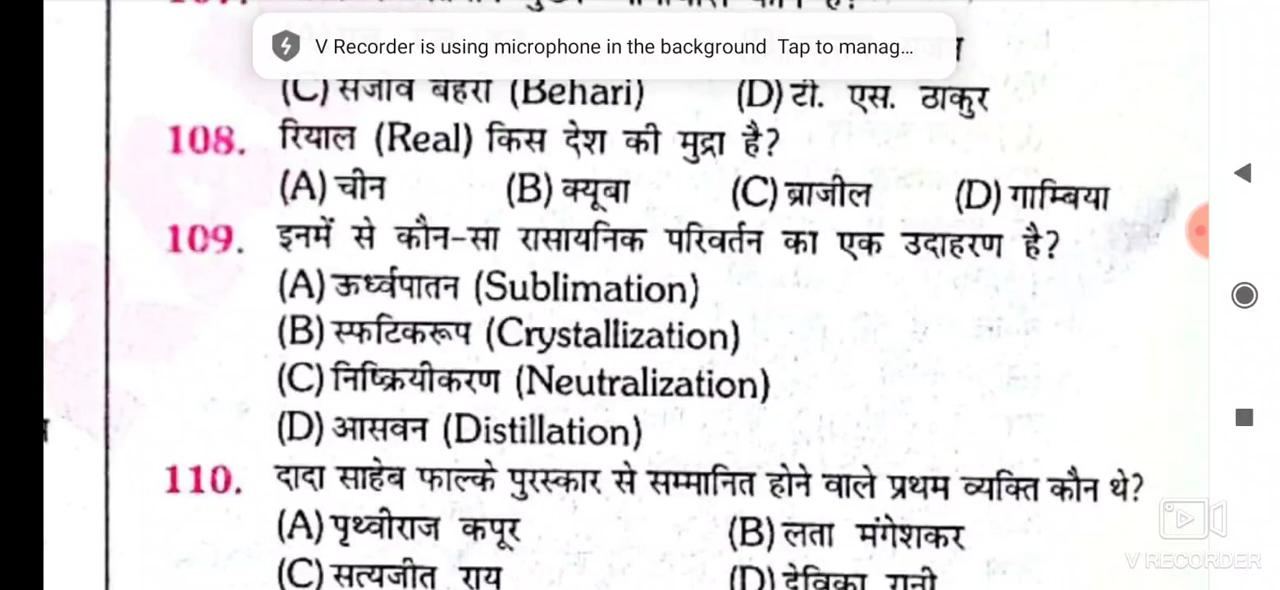 V Recorder is using microphone in the background Tap to manag...
(C) संजीव बेहरी (Behari) (D) टी. एस. ठाकुर
108. रियाल (Real) किस देश की मुद्रा है?
(A) चीन (B) क्यूबा (C) ब्राजील (D) गाम्बिया
109. इनमें से कौन-सा रासायनिक परिवर्तन का एक उदाहरण है?
(A) ऊर्ध्वपातन (Sublimation)
(B) स्फटिकरूप (Crystallization)
(C) निष्क्रियीकरण (Neutralization)
(D) आसवन (Distillation)
110. दादा साहेब फाल्के पुरस्कार से सम्मानित होने वाले प्रथम व्यक्ति कौन थे?
(A) पृथ्वीराज कपूर (B) लता मंगेशकर
(C) सत्यजीत राय (D) देविका रानी
V RECORDER